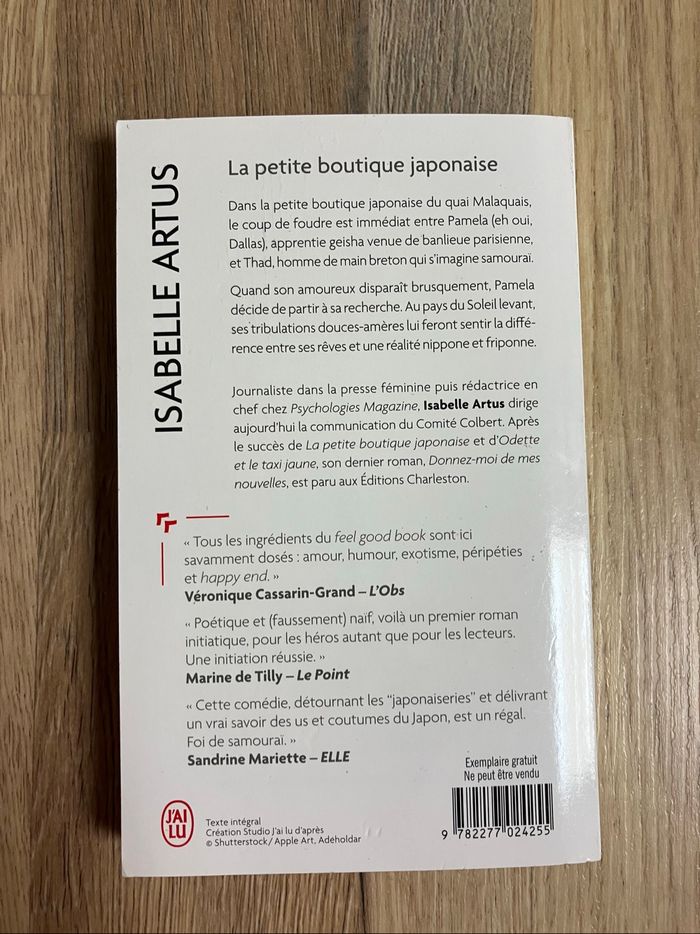 ISABELLE ARTUS
La petite boutique japonaise
Dans la petite boutique japonaise du quai Malaquais,
le coup de foudre est immédiat entre Pamela (eh oui,
Dallas), apprentie geisha venue de banlieue parisienne,
et Thad, homme de main breton qui s'imagine samouraï.
Quand son amoureux disparaît brusquement, Pamela
décide de partir à sa recherche. Au pays du Soleil levant,
ses tribulations douces-amères lui feront sentir la diffé-
rence entre ses rêves et une réalité nippone et friponne.
Journaliste dans la presse féminine puis rédactrice en
chef chez Psychologies Magazine, Isabelle Artus dirige
aujourd'hui la communication du Comité Colbert. Après
le succès de La petite boutique japonaise et d'Odette
et le taxi jaune, son dernier roman, Donnez-moi de mes
nouvelles, est paru aux Éditions Charleston.
« Tous les ingrédients du feel good book sont ici
savamment dosés : amour, humour, exotisme, péripéties
et happy end. »
Véronique Cassarin-Grand – L'Obs
« Poétique et (faussement) naïf, voilà un premier roman
initiatique, pour les héros autant que pour les lecteurs.
Une initiation réussie. »
Marine de Tilly – Le Point
« Cette comédie, détournant les "japonaiseries" et délivrant
un vrai savoir des us et coutumes du Japon, est un régal.
Foi de samouraï. »
Sandrine Mariette – ELLE
Exemplaire gratuit
Ne peut être vendu
J'AI
LU
Texte intégral
Création Studio J'ai lu d'après
© Shutterstock / Apple Art, Adeholdar
9 782277 024255